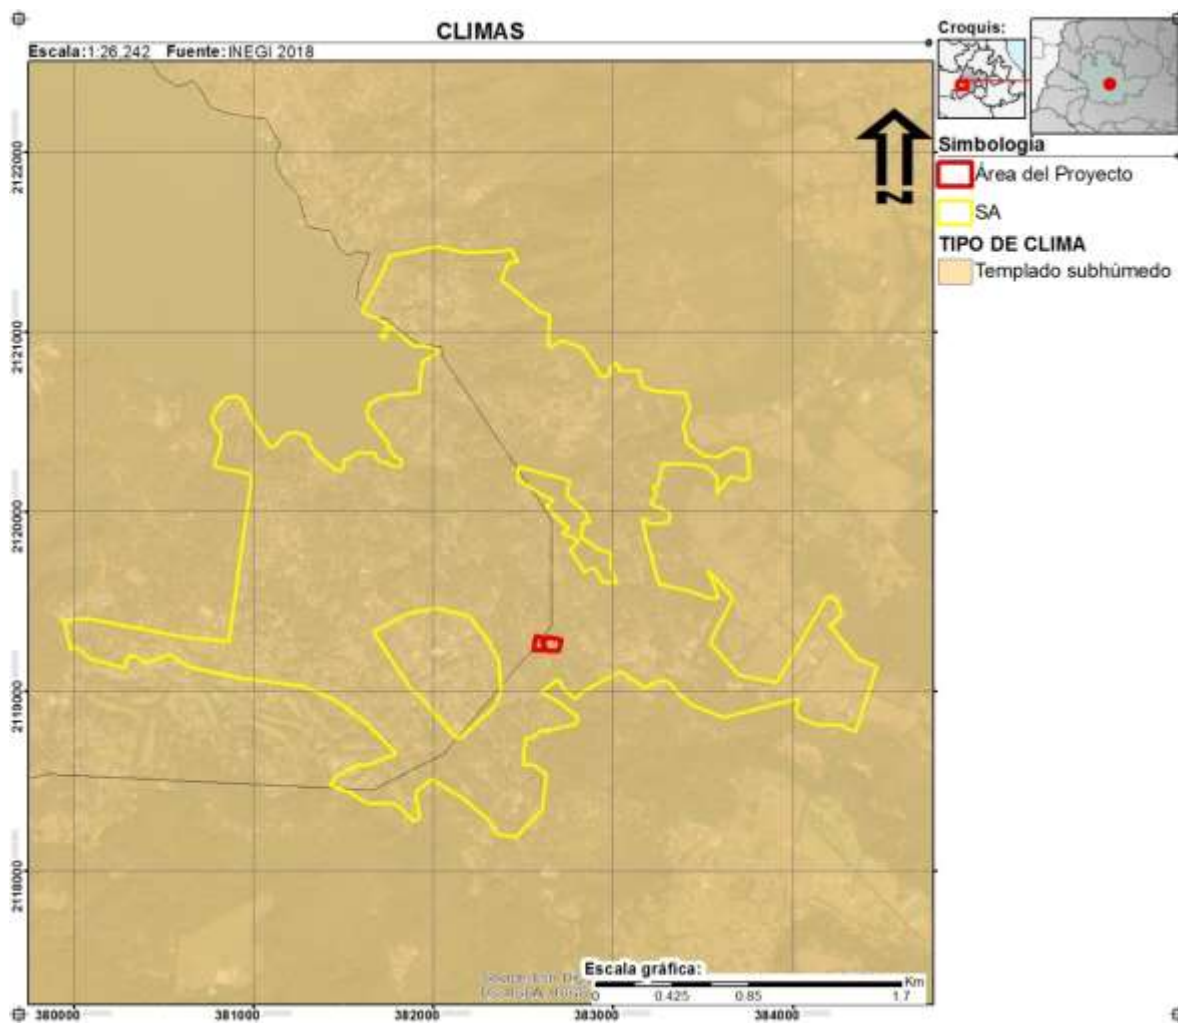 CLIMAS
Escala:1:26,242 Fuente:INEGI 2018
Croquis:
N
Simbología
Área del Proyecto
SA
TIPO DE CLIMA
Templado subhúmedo
2122000
2121000
2120000
2119000
2118000
Escala gráfica:
Km
0 0.425 0.85 1.7
380000 381000 382000 383000 384000